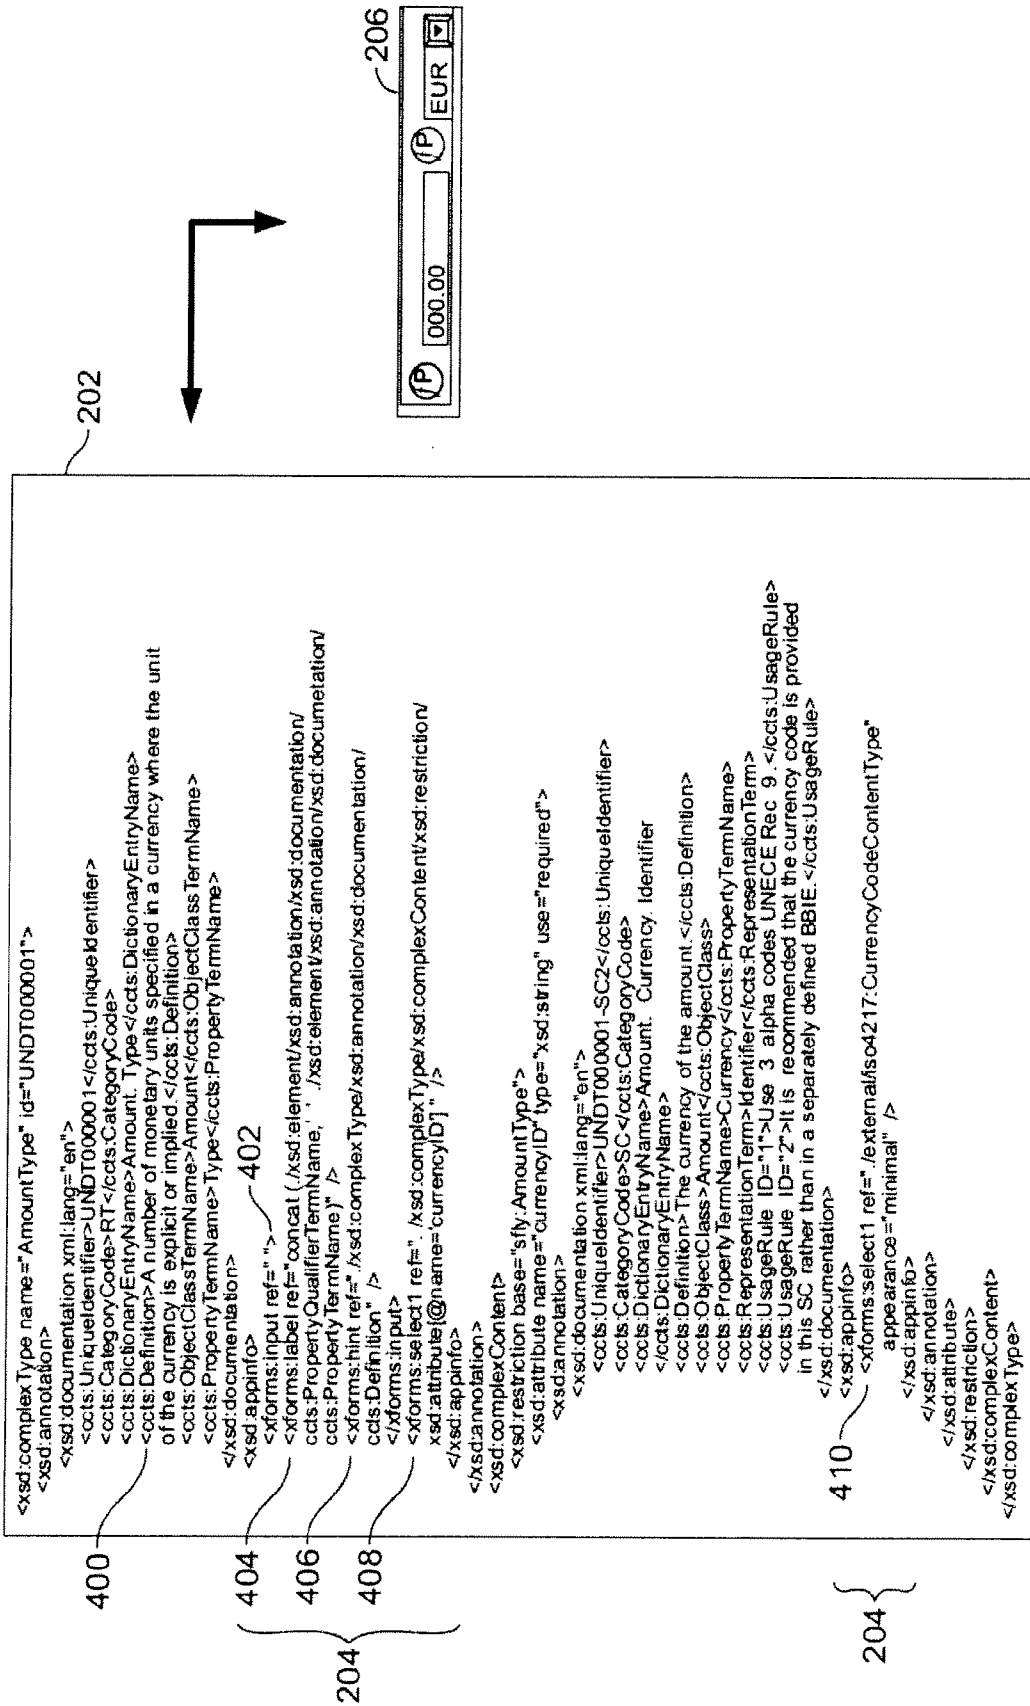 202
<xsd:complexType name="AmountType" id="UNDT000001">
<xsd:annotation>
<xsd:documentation xml:lang="en">
<ccts:UniqueIdentifier>UNDT00001</ccts:UniqueIdentifier>
<ccts:CategoryCode>RT</ccts:CategoryCode>
<ccts:DictionaryEntryName>Amount. Type</ccts:DictionaryEntryName>
400
<ccts:Definition>A number of monetary units specified in a currency where the unit
of the currency is explicit or implied.</ccts:Definition>
<ccts:ObjectClassTermName>Amount</ccts:ObjectClassTermName>
<ccts:PropertyTermName>Type</ccts:PropertyTermName>
</xsd:documentation>
<xsd:appinfo>
402
<xforms:input ref=".">
404
<xforms:label ref="concat (./xsd:element/xsd:annotation/xsd:documentation/
ccts:PropertyQualifierTermName,' ' ./xsd:element/xsd:annotation/xsd:documetation/
ccts:PropertyTermName)" />
406
<xforms:hint ref="./xsd:complexType/xsd:annotation/xsd:documentation/
ccts:Definition" />
</xforms:input>
408
<xforms:select1 ref="./xsd:complexType/xsd:complexContent/xsd:restriction/
xsd:attribute[@name='currencyID']" />
</xsd:appinfo>
204
</xsd:annotation>
<xsd:complexContent>
<xsd:restriction base="sfly:AmountType">
<xsd:attribute name="currencyID" type="xsd:string" use="required">
<xsd:annotation>
<xsd:documentation xml:lang="en">
<ccts:UniqueIdentifier>UNDT000001-SC2</ccts:UniqueIdentifier>
<ccts:CategoryCode>SC</ccts:CategoryCode>
<ccts:DictionaryEntryName>Amount. Currency. Identifier
</ccts:DictionaryEntryName>
<ccts:Definition>The currency of the amount.</ccts:Definition>
<ccts:ObjectClass>Amount</ccts:ObjectClass>
<ccts:PropertyTermName>Currency</ccts:PropertyTermName>
<ccts:RepresentationTerm>Identifier</ccts:RepresentationTerm>
<ccts:UsageRule ID="1">Use 3 alpha codes UNECE Rec 9 .</ccts:UsageRule>
<ccts:UsageRule ID="2">It is recommended that the currency code is provided
in this SC rather than in a separately defined BBIE.</ccts:UsageRule>
</xsd:documentation>
<xsd:appinfo>
410
<xforms:select1 ref="./external/iso4217:CurrencyCodeContentType"
appearance="minimal" />
</xsd:appinfo>
204
</xsd:annotation>
</xsd:attribute>
</xsd:restriction>
</xsd:complexContent>
</xsd:complexType>
206
000.00 EUR